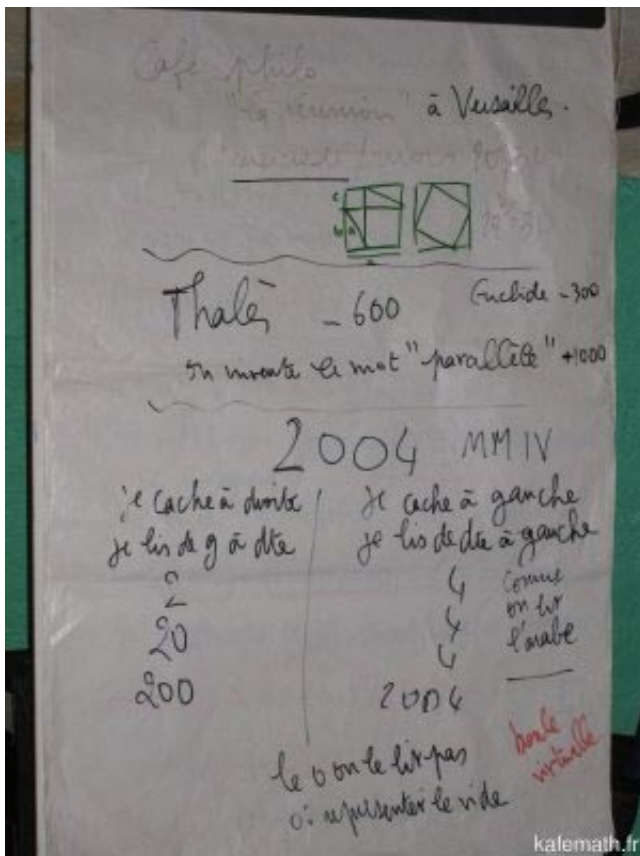 Café philo
"la réunion" à Versailles.
c
b a
Thalès - 600 Euclide - 300
on invente le mot "parallèle" +1000
2004 MMIV
je cache à droite
je lis de g à dte
2
20
200
je cache à gauche
je lis de dte à gauche
4
4
4
2004
comme
on lit
l'arabe
le 0 on le lit pas
0: représenter le vide
boule
virtuelle
kafemath.fr